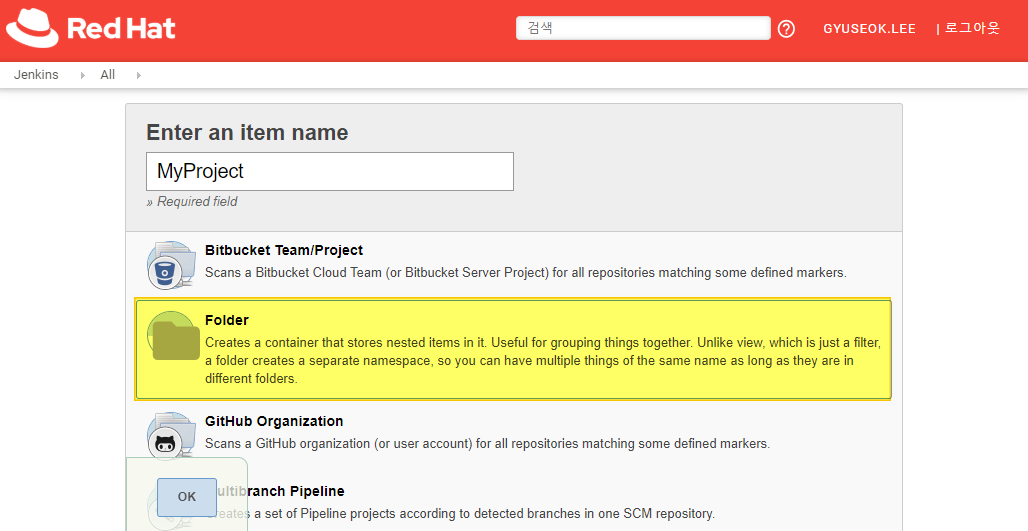 Red Hat
검색
GYUSEOK.LEE
| 로그아웃
Jenkins
All
Enter an item name
MyProject
» Required field
Bitbucket Team/Project
Scans a Bitbucket Cloud Team (or Bitbucket Server Project) for all repositories matching some defined markers.
Folder
Creates a container that stores nested items in it. Useful for grouping things together. Unlike view, which is just a filter,
a folder creates a separate namespace, so you can have multiple things of the same name as long as they are in
different folders.
GitHub Organization
Scans a GitHub organization (or user account) for all repositories matching some defined markers.
OK
Multibranch Pipeline
Creates a set of Pipeline projects according to detected branches in one SCM repository.